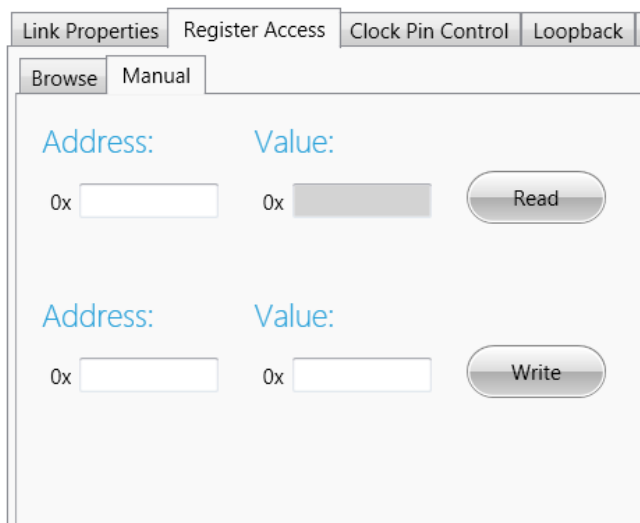 Link Properties Register Access Clock Pin Control Loopback
Browse Manual
Address: Value:
0x 0x Read
Address: Value:
0x 0x Write